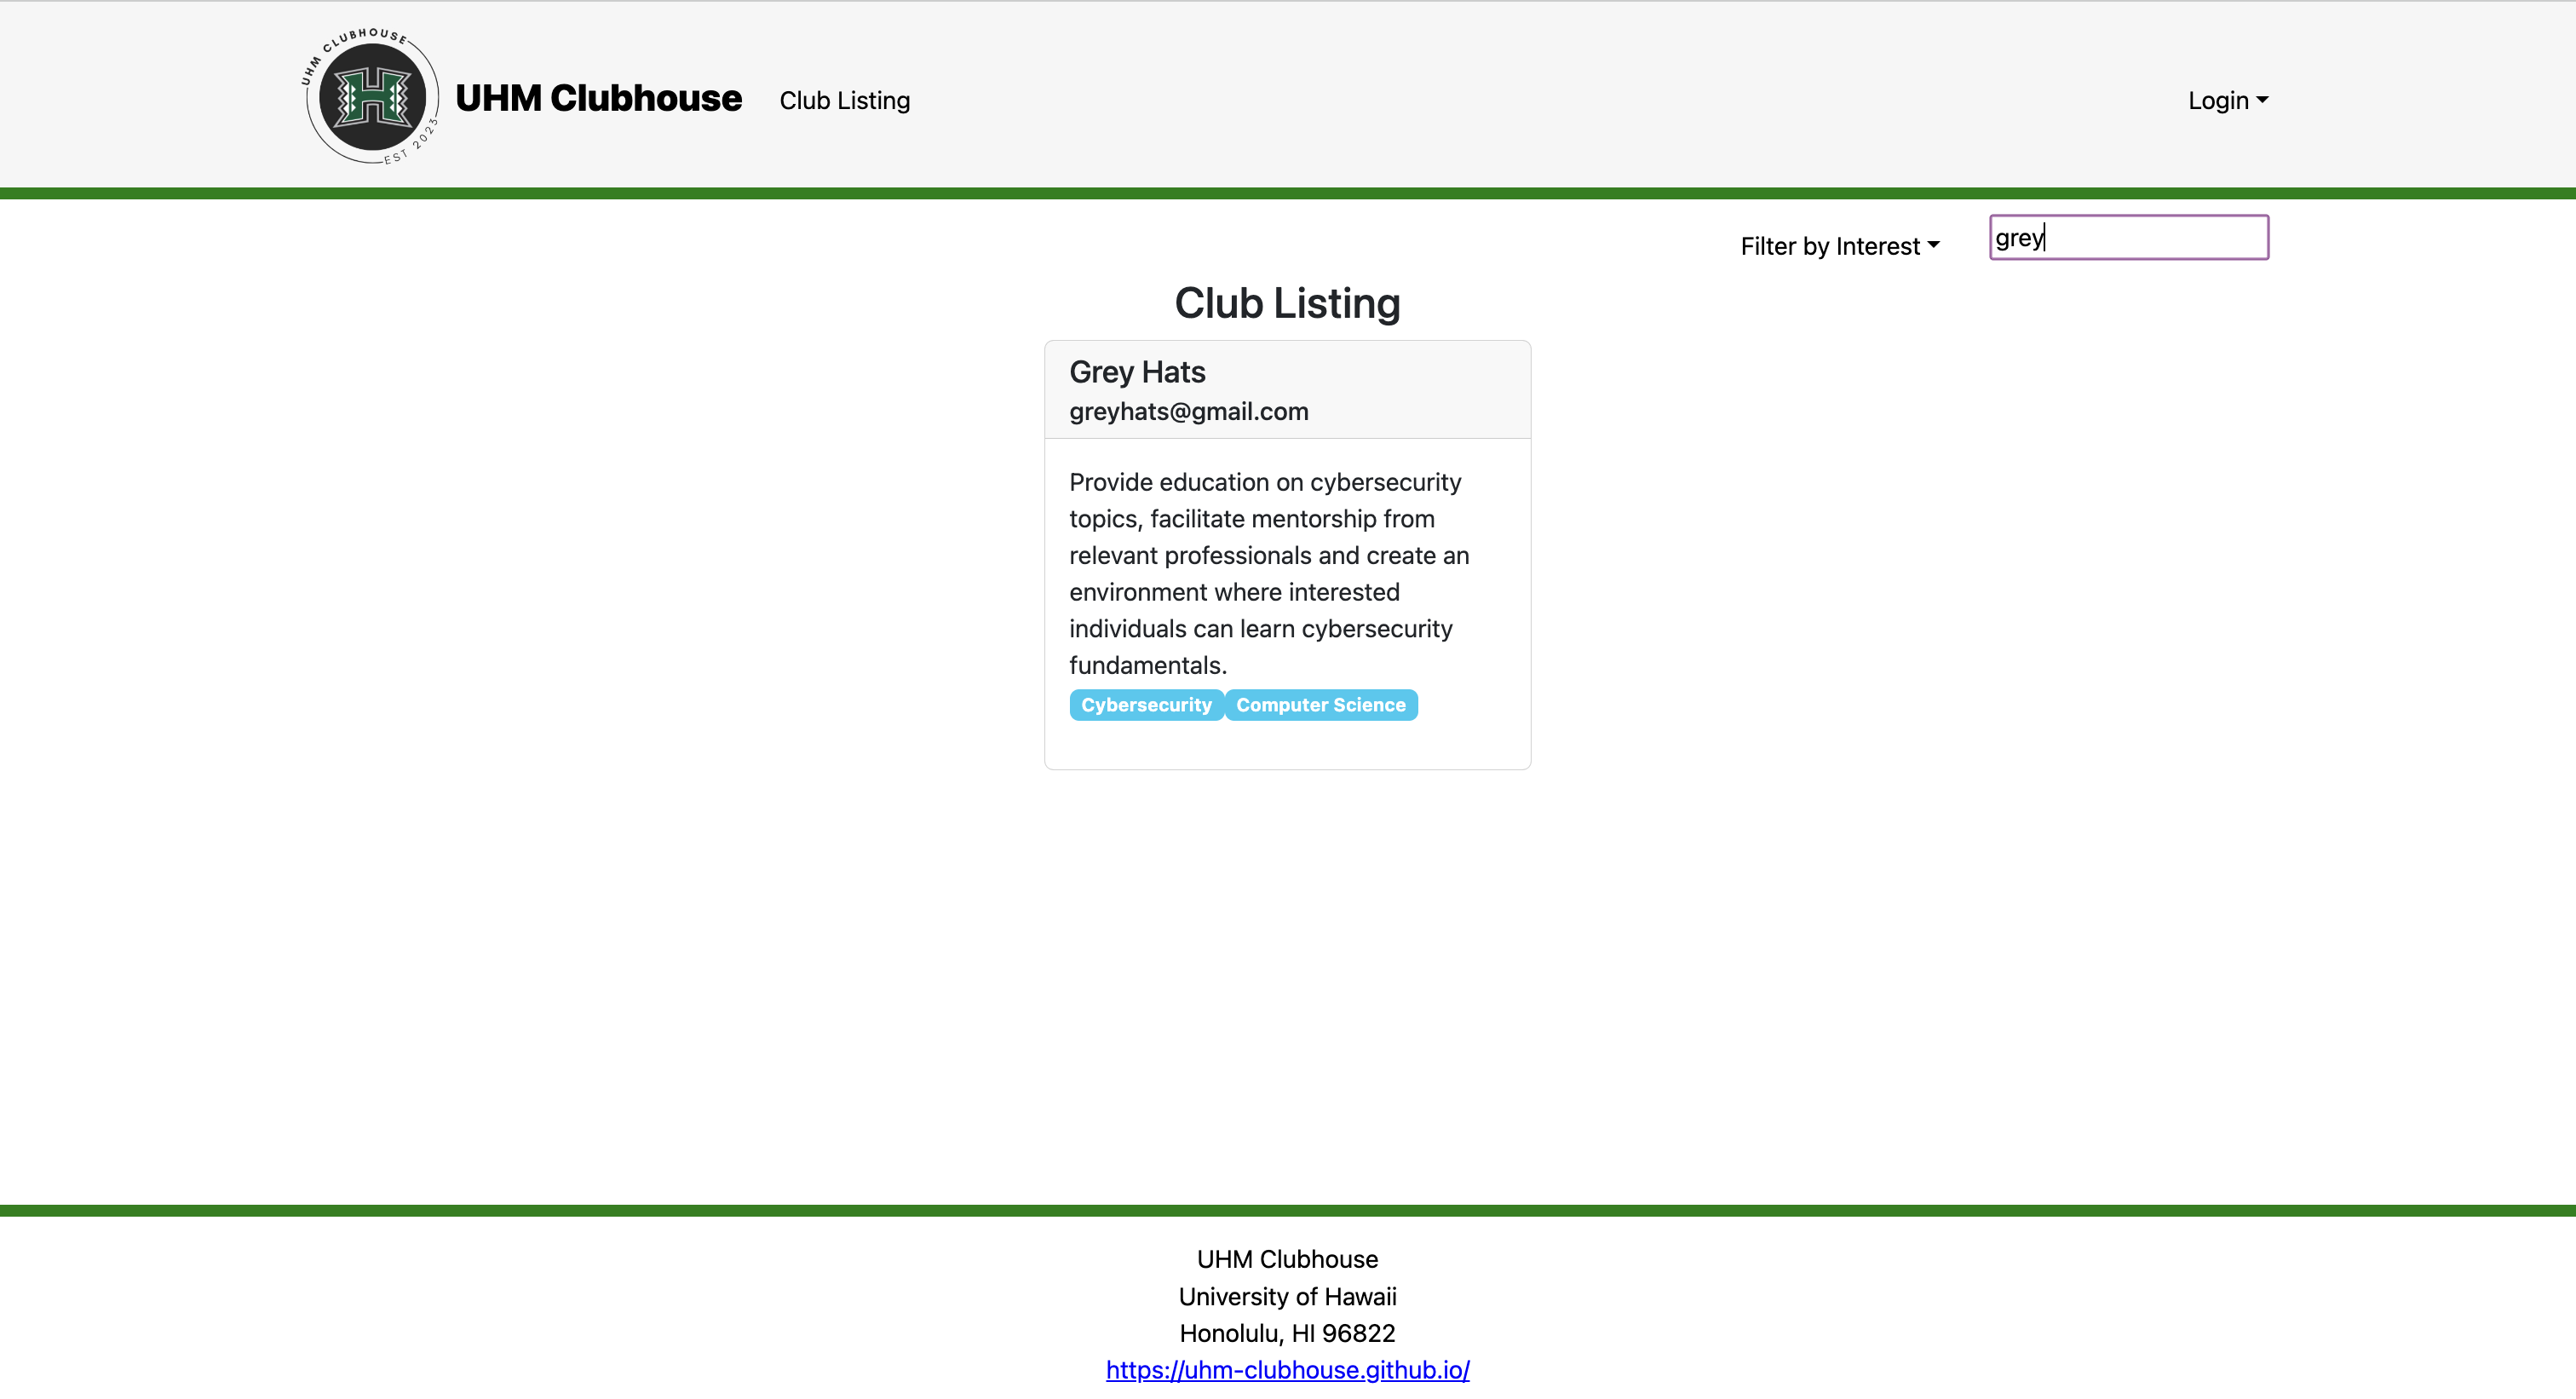 UHM CLUBHOUSE
H
EST 2023
UHM Clubhouse
Club Listing
Login
Filter by Interest
grey
Club Listing
Grey Hats
greyhats@gmail.com
Provide education on cybersecurity
topics, facilitate mentorship from
relevant professionals and create an
environment where interested
individuals can learn cybersecurity
fundamentals.
Cybersecurity Computer Science
UHM Clubhouse
University of Hawaii
Honolulu, HI 96822
https://uhm-clubhouse.github.io/